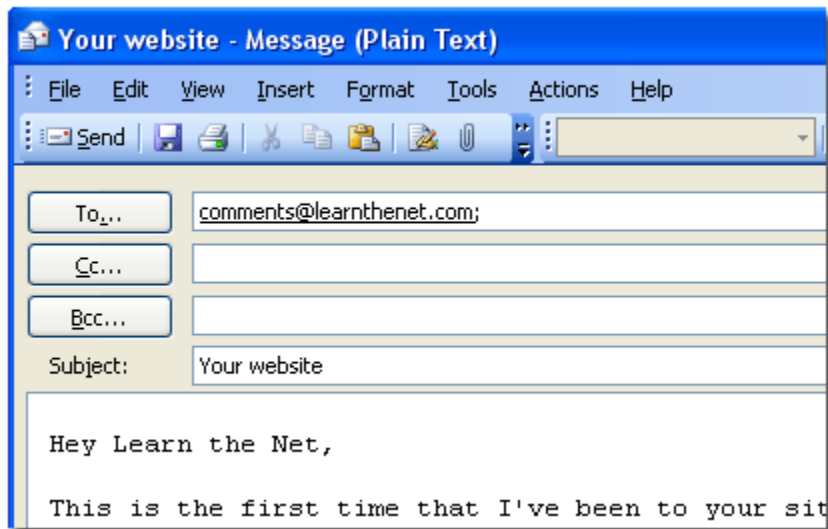 Your website - Message (Plain Text)
File Edit View Insert Format Tools Actions Help
Send
To... comments@learnthenet.com;
Cc...
Bcc...
Subject: Your website
Hey Learn the Net,
This is the first time that I've been to your sit